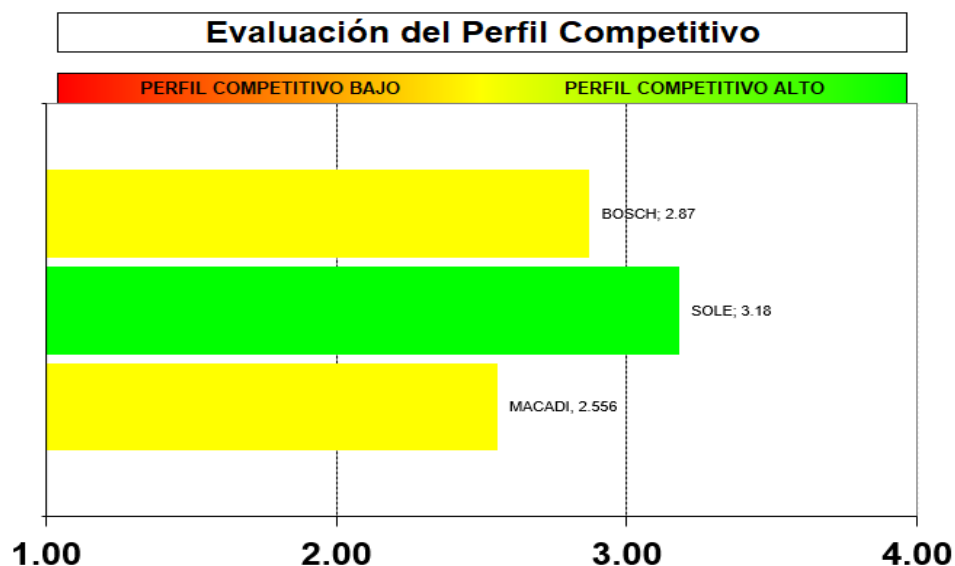 Evaluación del Perfil Competitivo
PERFIL COMPETITIVO BAJO PERFIL COMPETITIVO ALTO
BOSCH; 2.87
SOLE; 3.18
MACADI, 2.556
1.00 2.00 3.00 4.00